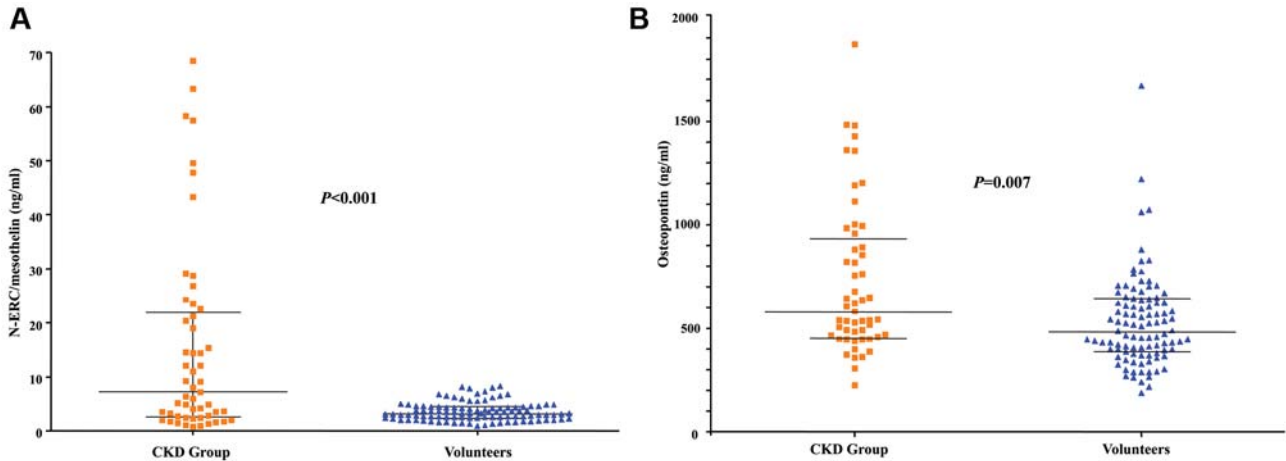 A
N-ERC/mesothelin (ng/ml)
70
60
50
40
30
20
10
0
P<0.001
CKD Group
Volunteers
B
Osteopontin (ng/ml)
2000
1500
1000
500
0
P=0.007
CKD Group
Volunteers